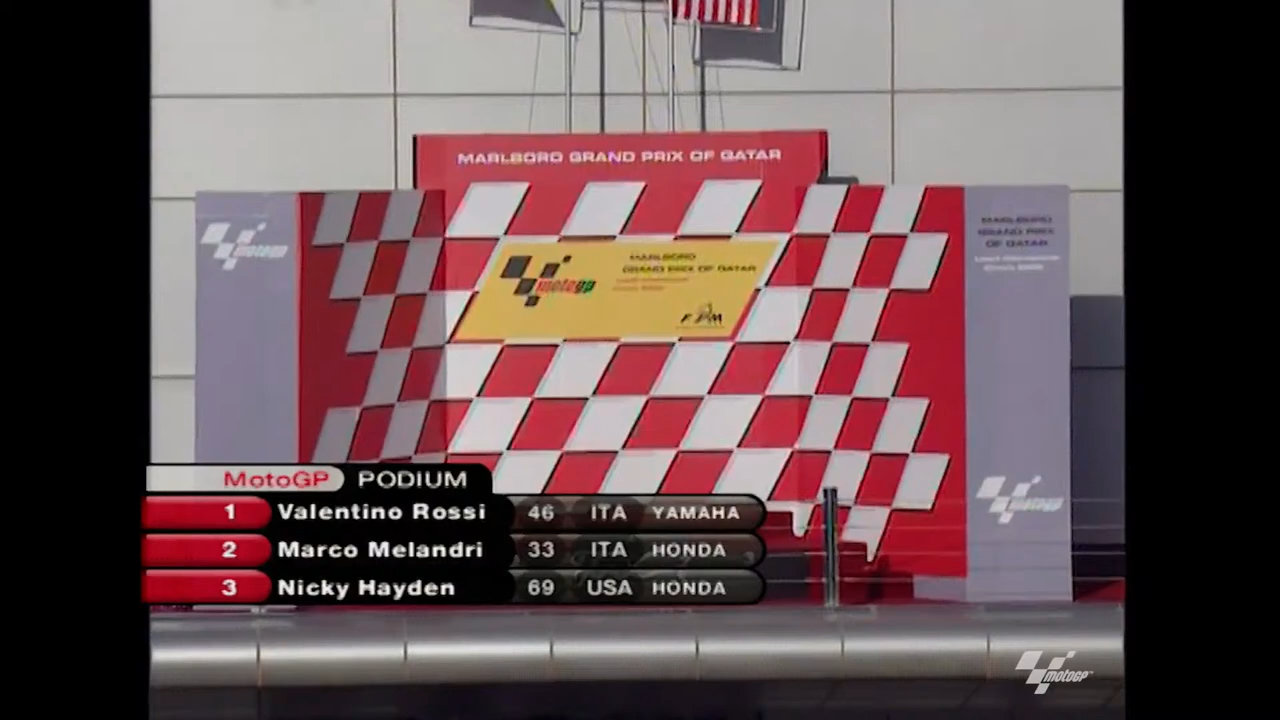 MARLBORO GRAND PRIX OF QATAR
motogp
MARLBORO
GRAND PRIX OF QATAR
motogp
MARLBORO
GRAND PRIX
OF QATAR
MotoGP PODIUM
1 Valentino Rossi 46 ITA YAMAHA
2 Marco Melandri 33 ITA HONDA
3 Nicky Hayden 69 USA HONDA
motogp
MotoGP